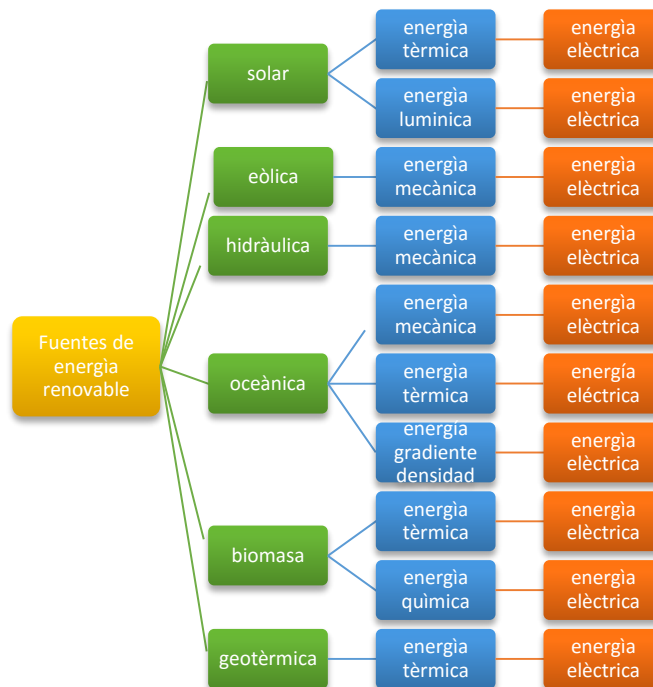 Fuentes de
energìa
renovable
solar
energìa
tèrmica
energìa
elèctrica
energìa
luminica
energìa
elèctrica
eòlica
energìa
mecànica
energìa
elèctrica
hidràulica
energìa
mecànica
energìa
elèctrica
oceànica
energìa
mecànica
energìa
elèctrica
energìa
tèrmica
energía
eléctrica
energía
gradiente
densidad
energìa
elèctrica
biomasa
energìa
tèrmica
energìa
elèctrica
energìa
quìmica
energìa
elèctrica
geotèrmica
energìa
tèrmica
energìa
elèctrica